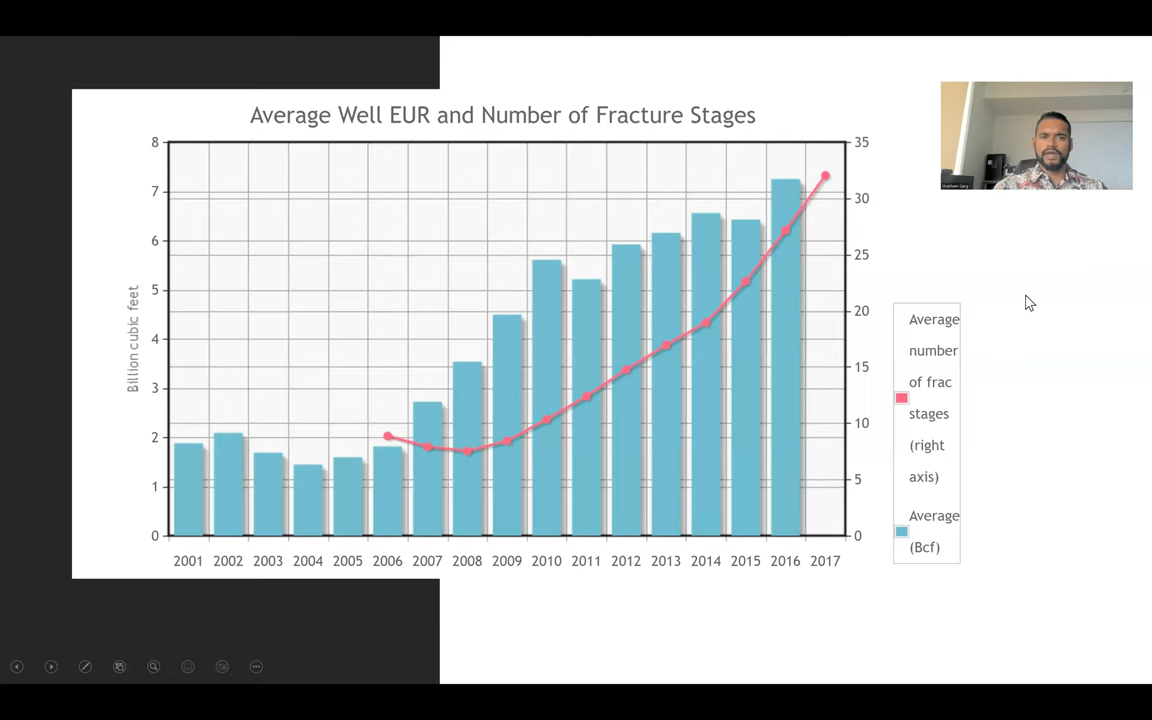 Average Well EUR and Number of Fracture Stages
Billion cubic feet
8
7
6
5
4
3
2
1
0
35
30
25
20
15
10
5
0
2001 2002 2003 2004 2005 2006 2007 2008 2009 2010 2011 2012 2013 2014 2015 2016 2017
Average
number
of frac
stages
(right
axis)
Average
(Bcf)
Shubham Garg